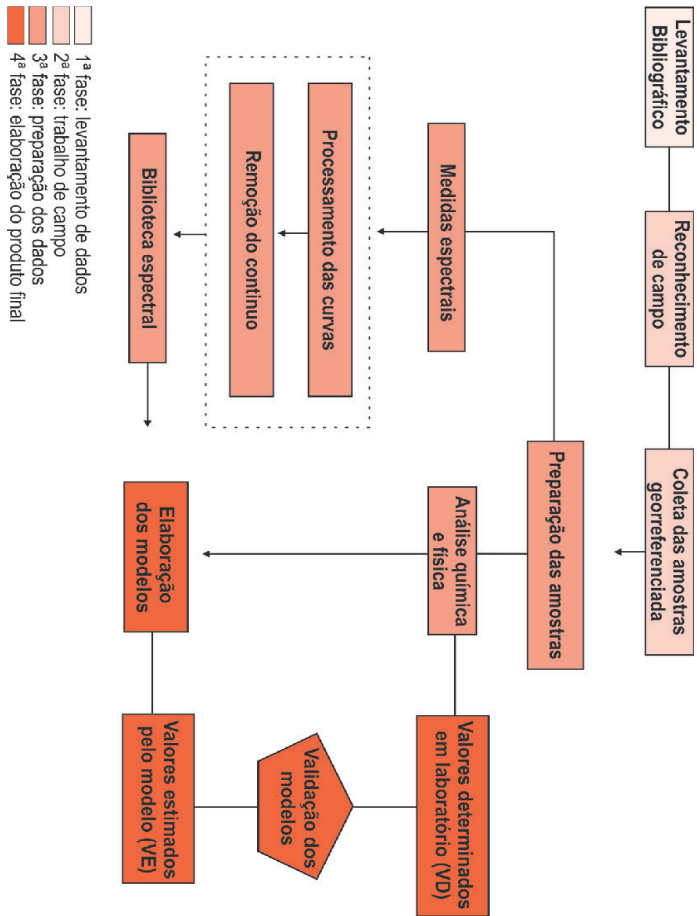 Levantamento
Bibliográfico
Reconhecimento
de campo
Coleta das amostras
georreferenciada
Preparação das amostras
Medidas espectrais
Análise química
e física
Valores determinados
em laboratório (VD)
Processamento das curvas
Remoção do continuo
Validação dos
modelos
Biblioteca espectral
Elaboração
dos modelos
Valores estimados
pelo modelo (VE)
1ª fase: levantamento de dados
2ª fase: trabalho de campo
3ª fase: preparação dos dados
4ª fase: elaboração do produto final